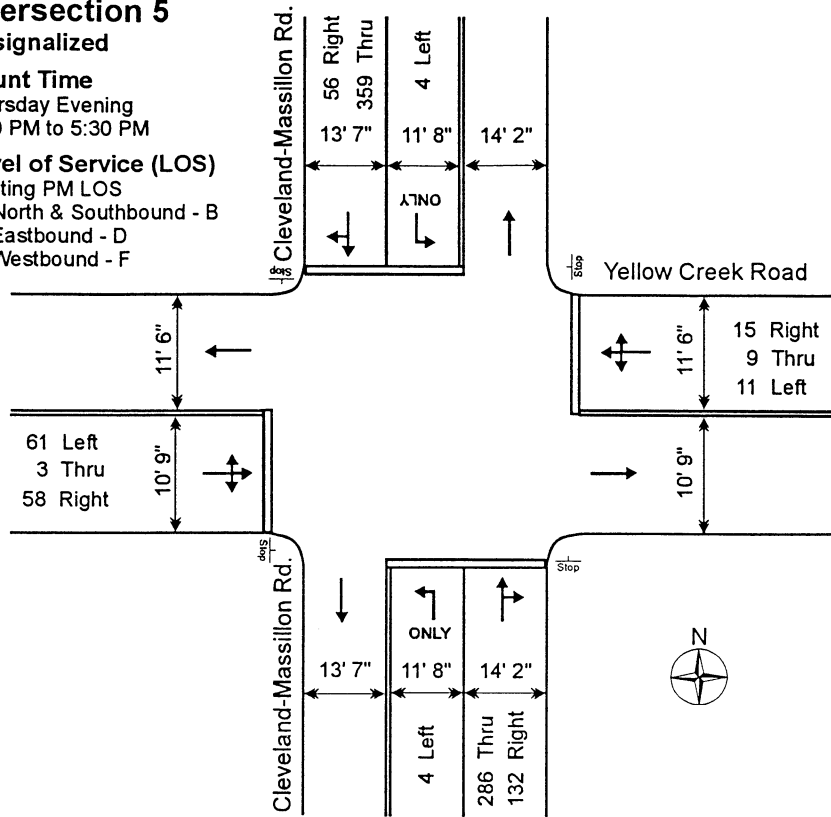 ersection 5
signalized
unt Time
rsday Evening
0 PM to 5:30 PM
vel of Service (LOS)
ting PM LOS
North & Southbound - B
Eastbound - D
Westbound - F
Cleveland-Massillon Rd.
56 Right
359 Thru
4 Left
13' 7"
11' 8"
14' 2"
ONLY
Stop
Stop
Yellow Creek Road
11' 6"
11' 6"
15 Right
9 Thru
11 Left
61 Left
3 Thru
58 Right
10' 9"
10' 9"
Stop
Stop
Cleveland-Massillon Rd.
ONLY
13' 7"
11' 8"
14' 2"
4 Left
286 Thru
132 Right
N